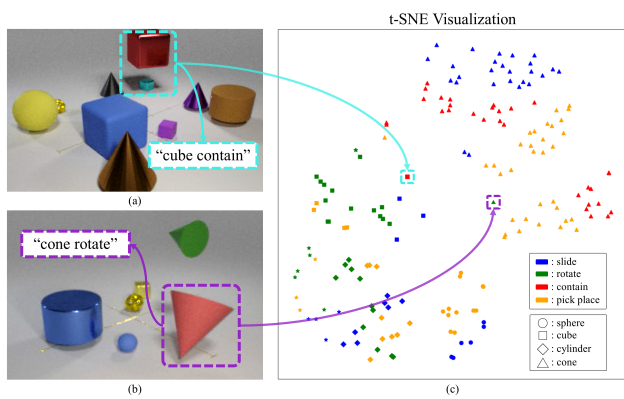 t-SNE Visualization
“cube contain”
(a)
“cone rotate”
: slide
: rotate
: contain
: pick place
: sphere
: cube
: cylinder
: cone
(b)
(c)